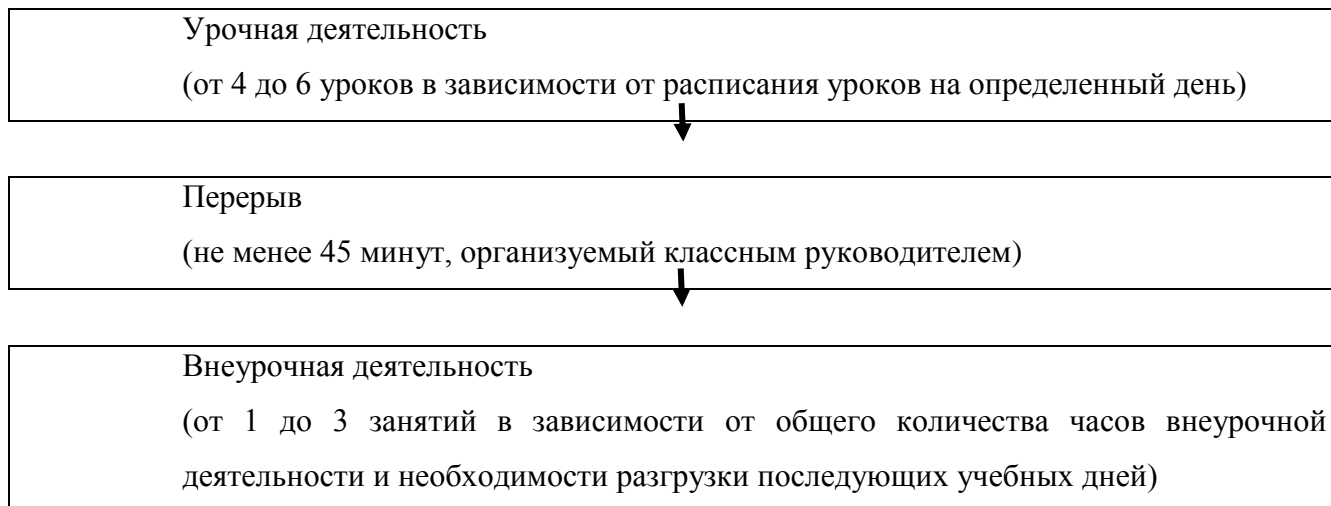 Урочная деятельность
(от 4 до 6 уроков в зависимости от расписания уроков на определенный день)
Перерыв
(не менее 45 минут, организуемый классным руководителем)
Внеурочная деятельность
(от 1 до 3 занятий в зависимости от общего количества часов внеурочной
деятельности и необходимости разгрузки последующих учебных дней)